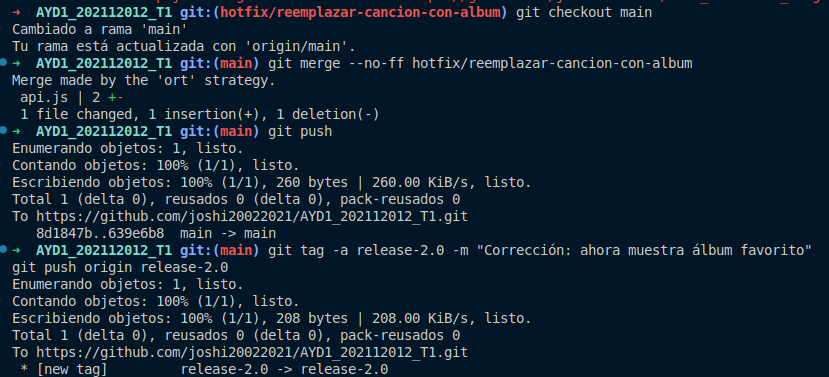 ➜  AYD1_202112012_T1 git:(hotfix/reemplazar-cancion-con-album) git checkout main
Cambiado a rama 'main'
Tu rama está actualizada con 'origin/main'.
➜  AYD1_202112012_T1 git:(main) git merge --no-ff hotfix/reemplazar-cancion-con-album
Merge made by the 'ort' strategy.
 api.js | 2 +-
 1 file changed, 1 insertion(+), 1 deletion(-)
➜  AYD1_202112012_T1 git:(main) git push
Enumerando objetos: 1, listo.
Contando objetos: 100% (1/1), listo.
Escribiendo objetos: 100% (1/1), 260 bytes | 260.00 KiB/s, listo.
Total 1 (delta 0), reusados 0 (delta 0), pack-reusados 0
To https://github.com/joshi20022021/AYD1_202112012_T1.git
   8d1847b..639e6b8  main -> main
➜  AYD1_202112012_T1 git:(main) git tag -a release-2.0 -m "Corrección: ahora muestra álbum favorito"
git push origin release-2.0
Enumerando objetos: 1, listo.
Contando objetos: 100% (1/1), listo.
Escribiendo objetos: 100% (1/1), 208 bytes | 208.00 KiB/s, listo.
Total 1 (delta 0), reusados 0 (delta 0), pack-reusados 0
To https://github.com/joshi20022021/AYD1_202112012_T1.git
 * [new tag]         release-2.0 -> release-2.0